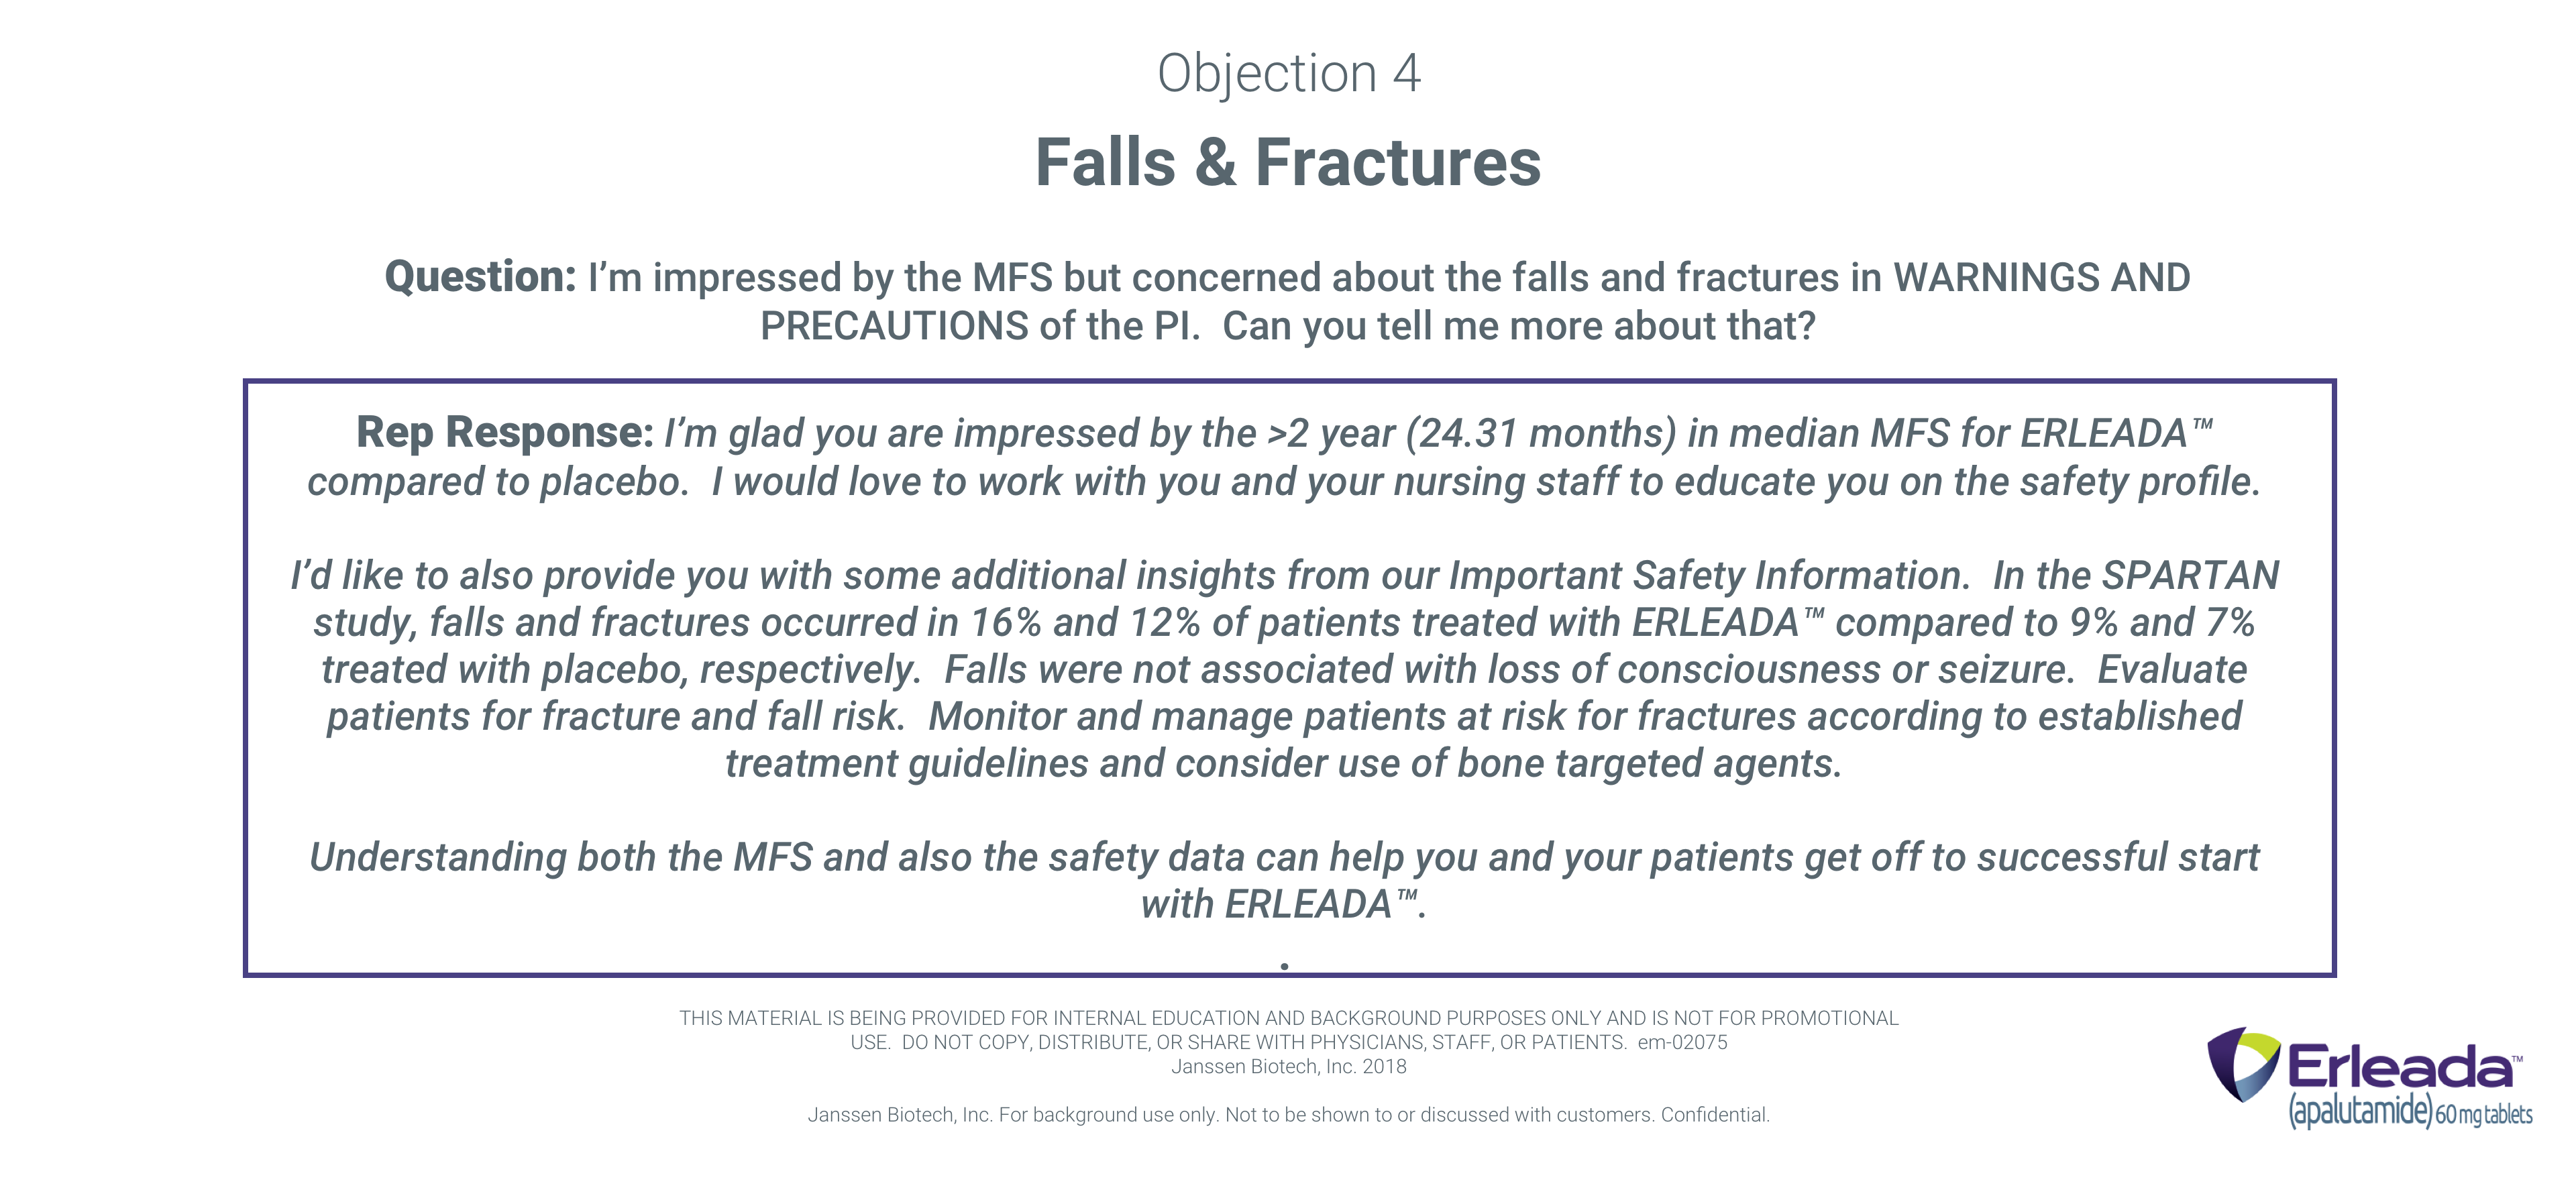 Objection 4
Falls & Fractures
Question: I’m impressed by the MFS but concerned about the falls and fractures in WARNINGS AND
PRECAUTIONS of the PI.  Can you tell me more about that?
Rep Response: I’m glad you are impressed by the >2 year (24.31 months) in median MFS for ERLEADA™
compared to placebo.  I would love to work with you and your nursing staff to educate you on the safety profile.
I’d like to also provide you with some additional insights from our Important Safety Information.  In the SPARTAN
study, falls and fractures occurred in 16% and 12% of patients treated with ERLEADA™ compared to 9% and 7%
treated with placebo, respectively.  Falls were not associated with loss of consciousness or seizure.  Evaluate
patients for fracture and fall risk.  Monitor and manage patients at risk for fractures according to established
treatment guidelines and consider use of bone targeted agents.
Understanding both the MFS and also the safety data can help you and your patients get off to successful start
with ERLEADA™.
.
THIS MATERIAL IS BEING PROVIDED FOR INTERNAL EDUCATION AND BACKGROUND PURPOSES ONLY AND IS NOT FOR PROMOTIONAL
USE.  DO NOT COPY, DISTRIBUTE, OR SHARE WITH PHYSICIANS, STAFF, OR PATIENTS.  em-02075
Janssen Biotech, Inc. 2018
Janssen Biotech, Inc. For background use only. Not to be shown to or discussed with customers. Confidential.
Erleada™
(apalutamide) 60 mg tablets